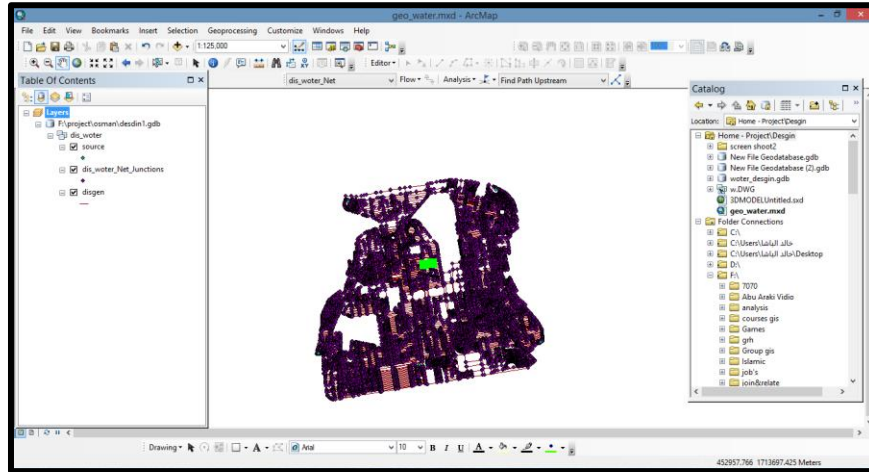 geo_water.mxd - ArcMap
File Edit View Bookmarks Insert Selection Geoprocessing Customize Windows Help
1:125,000
Editor
dis_woter_Net Flow Analysis Find Path Upstream
Table Of Contents
Layers
F:\project\osman\desdin1.gdb
dis_woter
source
dis_woter_Net_Junctions
disgen
Catalog
Location: Home - Project\Desgin
Home - Project\Desgin
screen shoot2
New File Geodatabase.gdb
New File Geodatabase (2).gdb
woter_desgin.gdb
w.DWG
3DMODELUntitled.sxd
geo_water.mxd
Folder Connections
C:\
C:\Users\خالد الباشا
C:\Users\خالد الباشا\Desktop
D:\
F:\
7070
Abu Araki Vidio
analysis
courses gis
Games
grh
Group gis
Islamic
job's
join&relate
Drawing A Arial 10 B I U A
452957.766 1713697.425 Meters